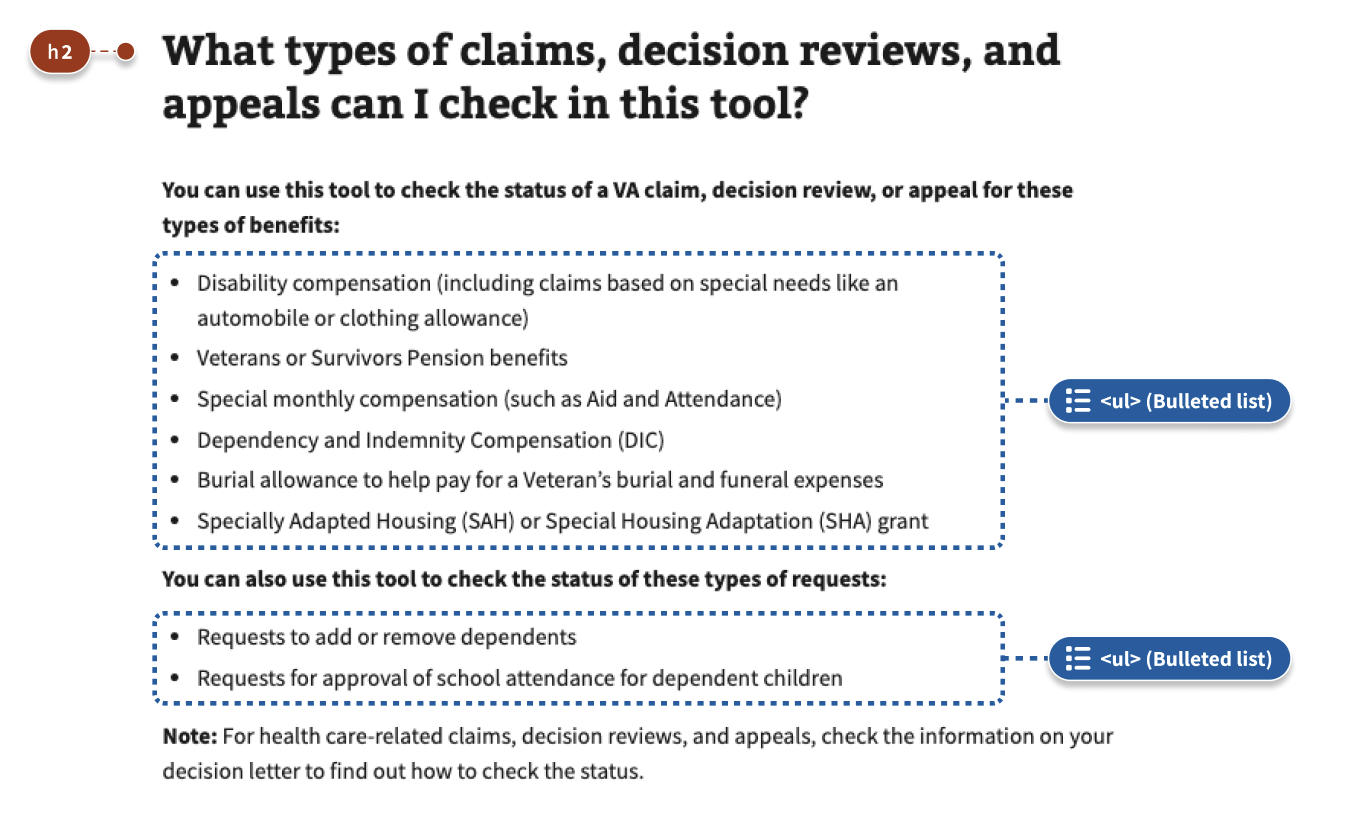 h2
What types of claims, decision reviews, and
appeals can I check in this tool?
You can use this tool to check the status of a VA claim, decision review, or appeal for these
types of benefits:
• Disability compensation (including claims based on special needs like an
automobile or clothing allowance)
• Veterans or Survivors Pension benefits
• Special monthly compensation (such as Aid and Attendance)
• Dependency and Indemnity Compensation (DIC)
• Burial allowance to help pay for a Veteran’s burial and funeral expenses
• Specially Adapted Housing (SAH) or Special Housing Adaptation (SHA) grant
<ul> (Bulleted list)
You can also use this tool to check the status of these types of requests:
• Requests to add or remove dependents
• Requests for approval of school attendance for dependent children
<ul> (Bulleted list)
Note: For health care-related claims, decision reviews, and appeals, check the information on your
decision letter to find out how to check the status.